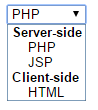 PHP
Server-side
PHP
JSP
Client-side
HTML